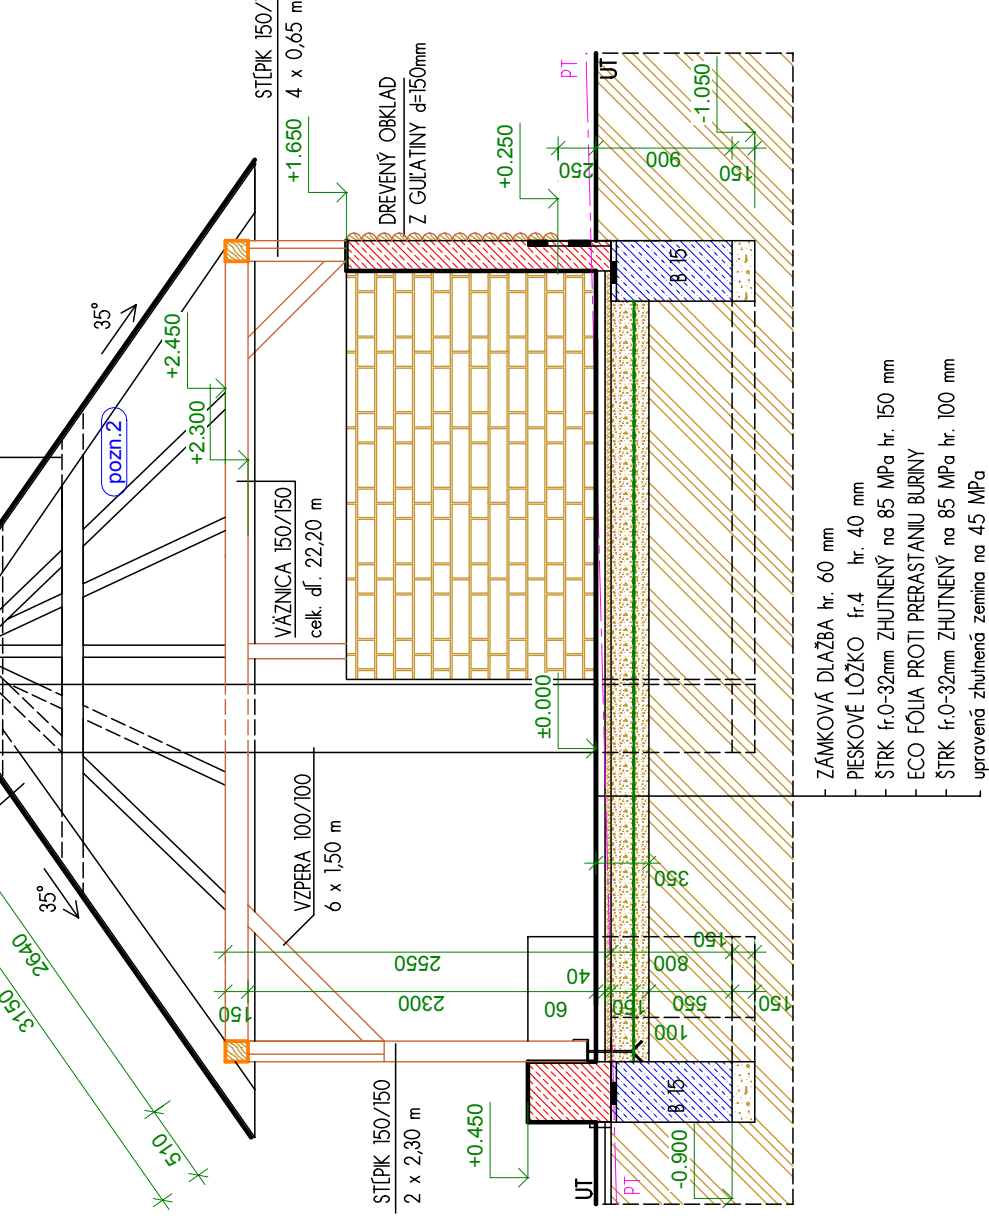 STĹPIK 150/
4 x 0,65 m
+1.650
DREVENÝ OBKLAD
Z GUĽATINY d=150mm
+0.250
PT
UT
-1.050
250
900
150
35°
+2.450
+2.300
pozn.2
VÄZNICA 150/150
celk. dĺ. 22,20 m
B 15
±0.000
VZPERA 100/100
6 x 1,50 m
35°
2640
3150
510
150
2550
2300
40
60
350
150
800
150
550
150
100
STĹPIK 150/150
2 x 2,30 m
+0.450
UT
PT
B 15
-0.900
ZÁMKOVÁ DLAŽBA hr. 60 mm
PIESKOVÉ LÔŽKO fr.4 hr. 40 mm
ŠTRK fr.0-32mm ZHUTNENÝ na 85 MPa hr. 150 mm
ECO FÓLIA PROTI PRERASTANIU BURINY
ŠTRK fr.0-32mm ZHUTNENÝ na 85 MPa hr. 100 mm
upravená zhutnená zemina na 45 MPa